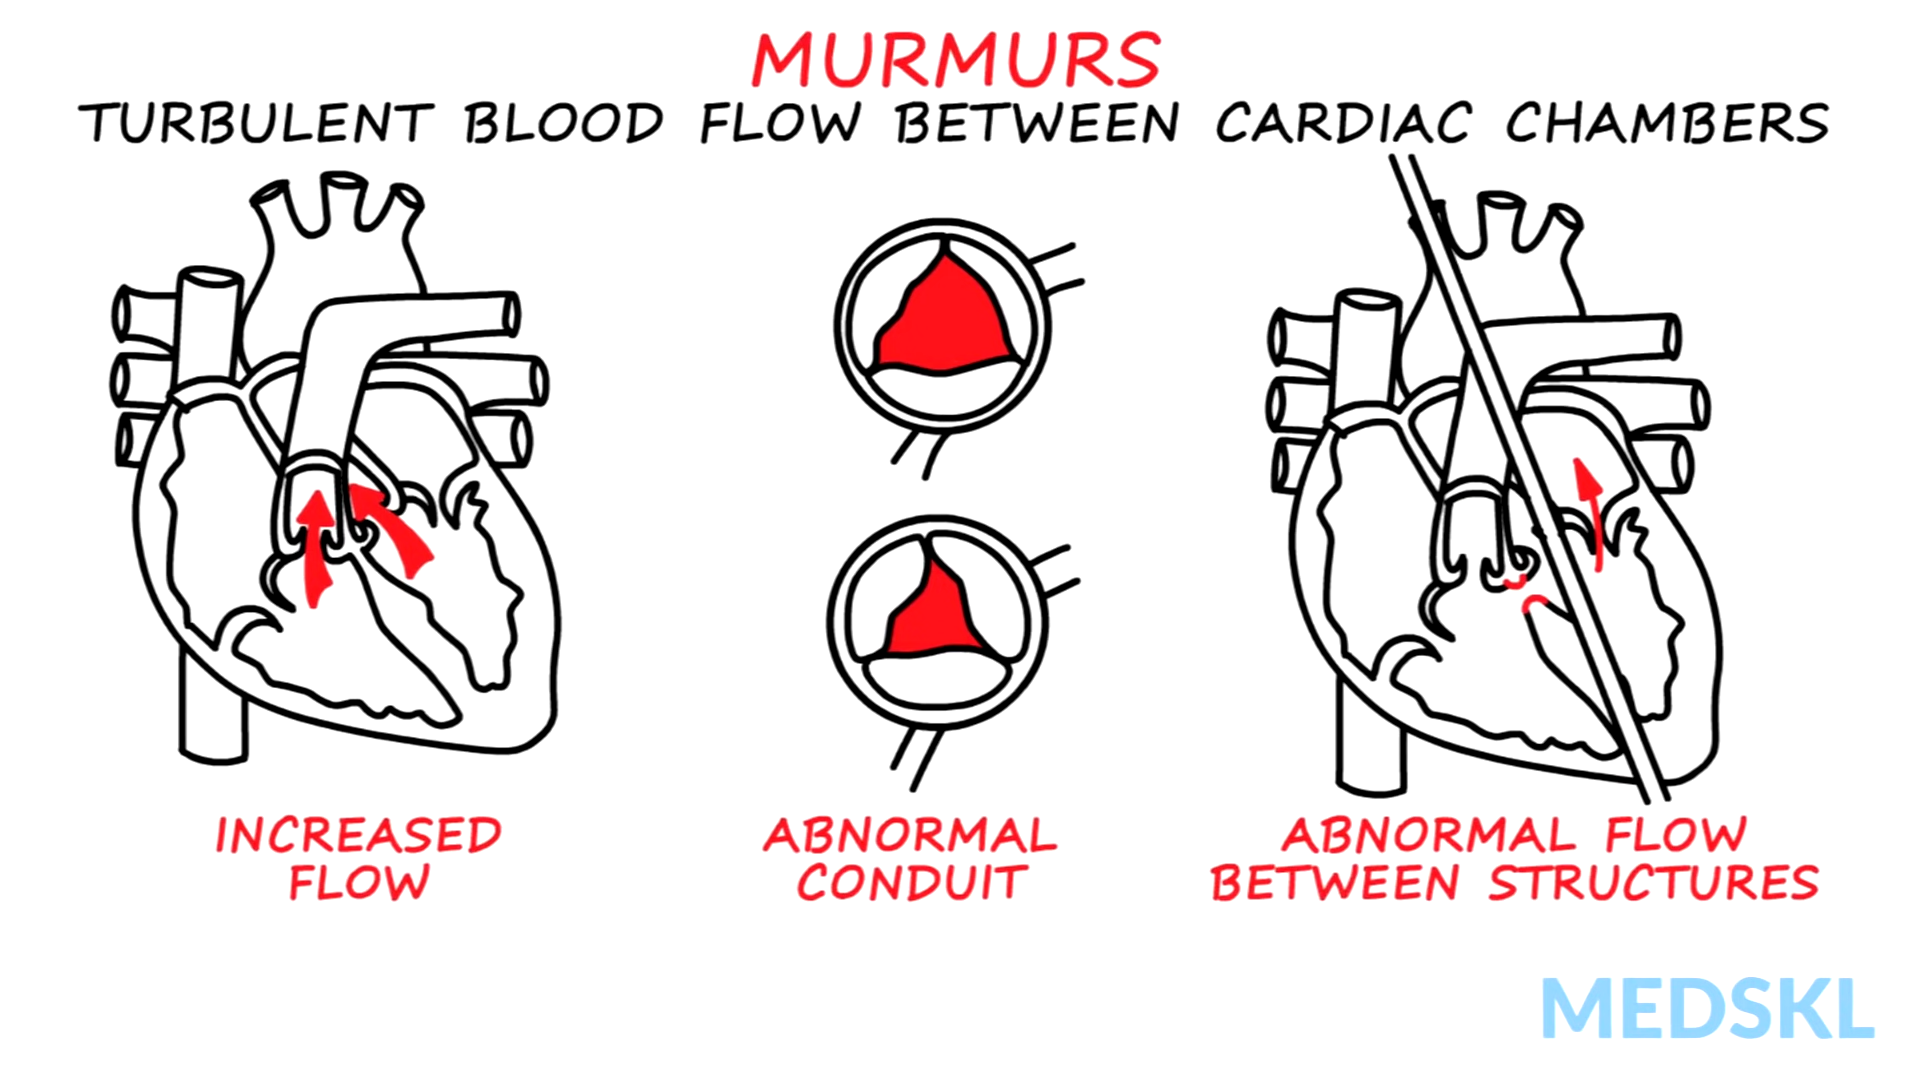 MURMURS
TURBULENT BLOOD FLOW BETWEEN CARDIAC CHAMBERS
INCREASED
FLOW
ABNORMAL
CONDUIT
ABNORMAL FLOW
BETWEEN STRUCTURES
MEDSKL